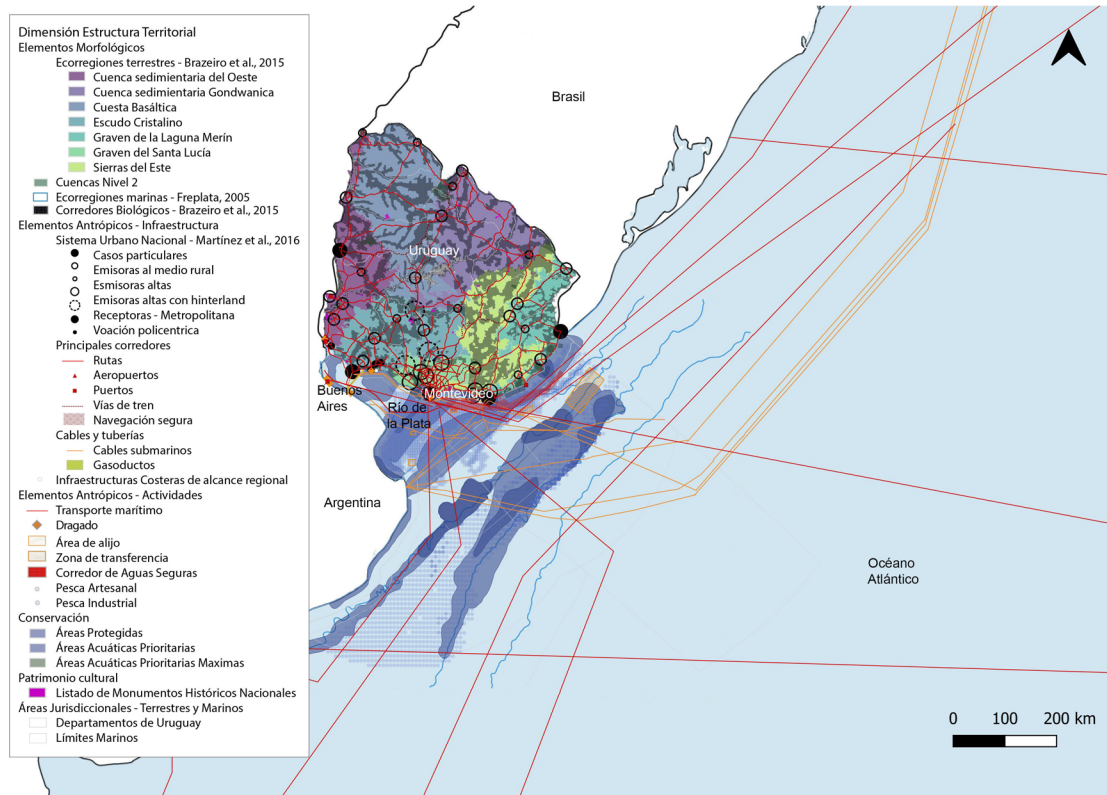 Dimensión Estructura Territorial
Elementos Morfológicos
Ecorregiones terrestres - Brazeiro et al., 2015
Cuenca sedimentaria del Oeste
Cuenca sedimentaria Gondwanica
Cuesta Basáltica
Escudo Cristalino
Graven de la Laguna Merín
Graven del Santa Lucía
Sierras del Este
Cuencas Nivel 2
Ecorregiones marinas - Freplata, 2005
Corredores Biológicos - Brazeiro et al., 2015
Elementos Antrópicos - Infraestructura
Sistema Urbano Nacional - Martínez et al., 2016
Casos particulares
Emisoras al medio rural
Esmisoras altas
Emisoras altas con hinterland
Receptoras - Metropolitana
Voación policentrica
Principales corredores
Rutas
Aeropuertos
Puertos
Vías de tren
Navegación segura
Cables y tuberías
Cables submarinos
Gasoductos
Infraestructuras Costeras de alcance regional
Elementos Antrópicos - Actividades
Transporte marítimo
Dragado
Área de alijo
Zona de transferencia
Corredor de Aguas Seguras
Pesca Artesanal
Pesca Industrial
Conservación
Áreas Protegidas
Áreas Acuáticas Prioritarias
Áreas Acuáticas Prioritarias Maximas
Patrimonio cultural
Listado de Monumentos Históricos Nacionales
Áreas Jurisdiccionales - Terrestres y Marinos
Departamentos de Uruguay
Límites Marinos
Brasil
Uruguay
Buenos
Aires
Montevideo
Río de
la Plata
Argentina
Océano
Atlántico
0 100 200 km